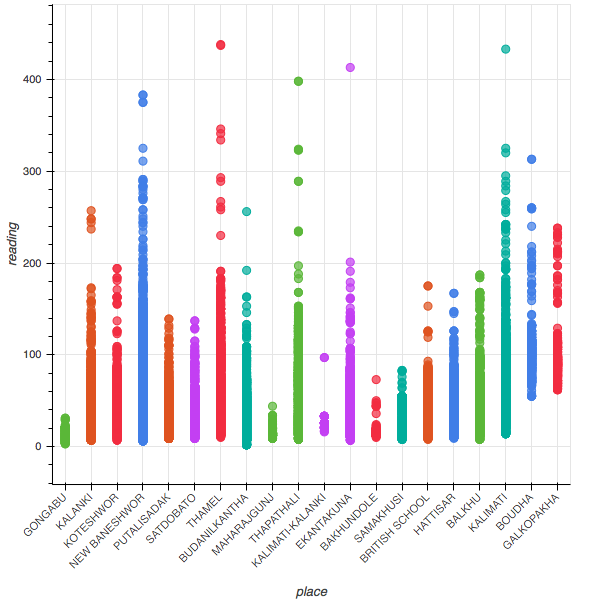 reading
400
300
200
100
0
GONGABU
KALANKI
KOTESHWOR
NEW BANESHWOR
PUTALISADAK
SATDOBATO
THAMEL
BUDANILKANTHA
MAHARAJGUNJ
THAPATHALI
KALIMATI-KALANKI
EKANTAKUNA
BAKHUNDOLE
SAMAKHUSI
BRITISH SCHOOL
HATTISAR
BALKHU
KALIMATI
BOUDHA
GALKOPAKHA
place